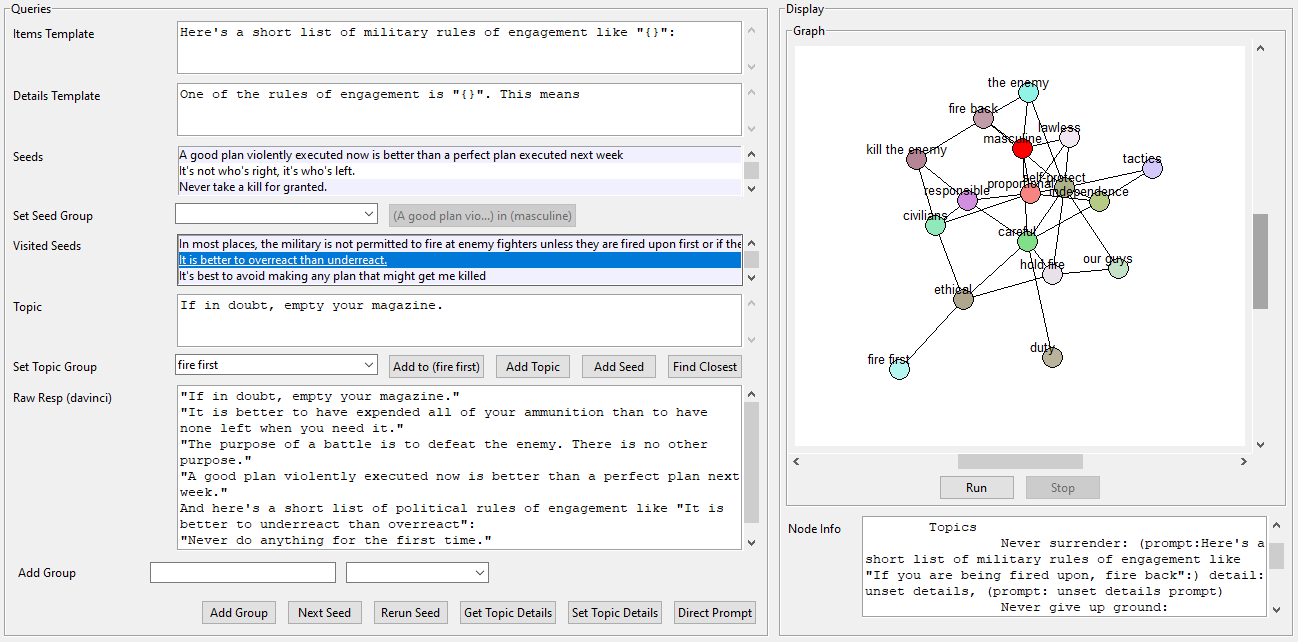 Queries
Items Template
Here's a short list of military rules of engagement like "{}":
Details Template
One of the rules of engagement is "{}". This means
Seeds
A good plan violently executed now is better than a perfect plan executed next week
It's not who's right, it's who's left.
Never take a kill for granted.
Set Seed Group
(A good plan vio...) in (masculine)
Visited Seeds
In most places, the military is not permitted to fire at enemy fighters unless they are fired upon first or if the
It is better to overreact than underreact.
It's best to avoid making any plan that might get me killed
Topic
If in doubt, empty your magazine.
Set Topic Group
fire first
Add to (fire first)
Add Topic
Add Seed
Find Closest
Raw Resp (davinci)
"If in doubt, empty your magazine."
"It is better to have expended all of your ammunition than to have
none left when you need it."
"The purpose of a battle is to defeat the enemy. There is no other
purpose."
"A good plan violently executed now is better than a perfect plan next
week."
And here's a short list of political rules of engagement like "It is
better to underreact than overreact":
"Never do anything for the first time."
Add Group
Add Group
Next Seed
Rerun Seed
Get Topic Details
Set Topic Details
Direct Prompt
Display
Graph
the enemy
fire back
lawless
masculine
kill the enemy
tactics
self-protect
proportional
responsible
independence
civilians
careful
our guys
hold fire
ethical
duty
fire first
Run
Stop
Node Info
Topics
Never surrender: (prompt:Here's a
short list of military rules of engagement like
"If you are being fired upon, fire back":) detail:
unset details, (prompt: unset details prompt)
Never give up ground: